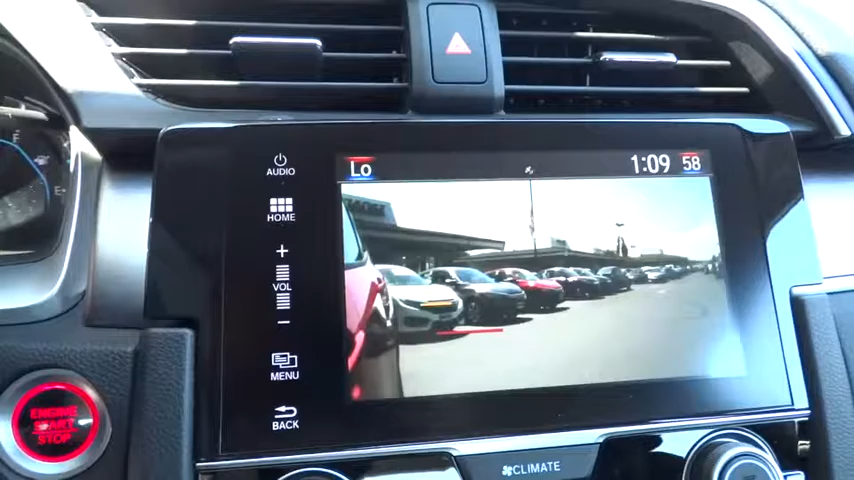 F
E
AUDIO
Lo
1:09
58
HOME
VOL
MENU
BACK
ENGINE
START
STOP
CLIMATE